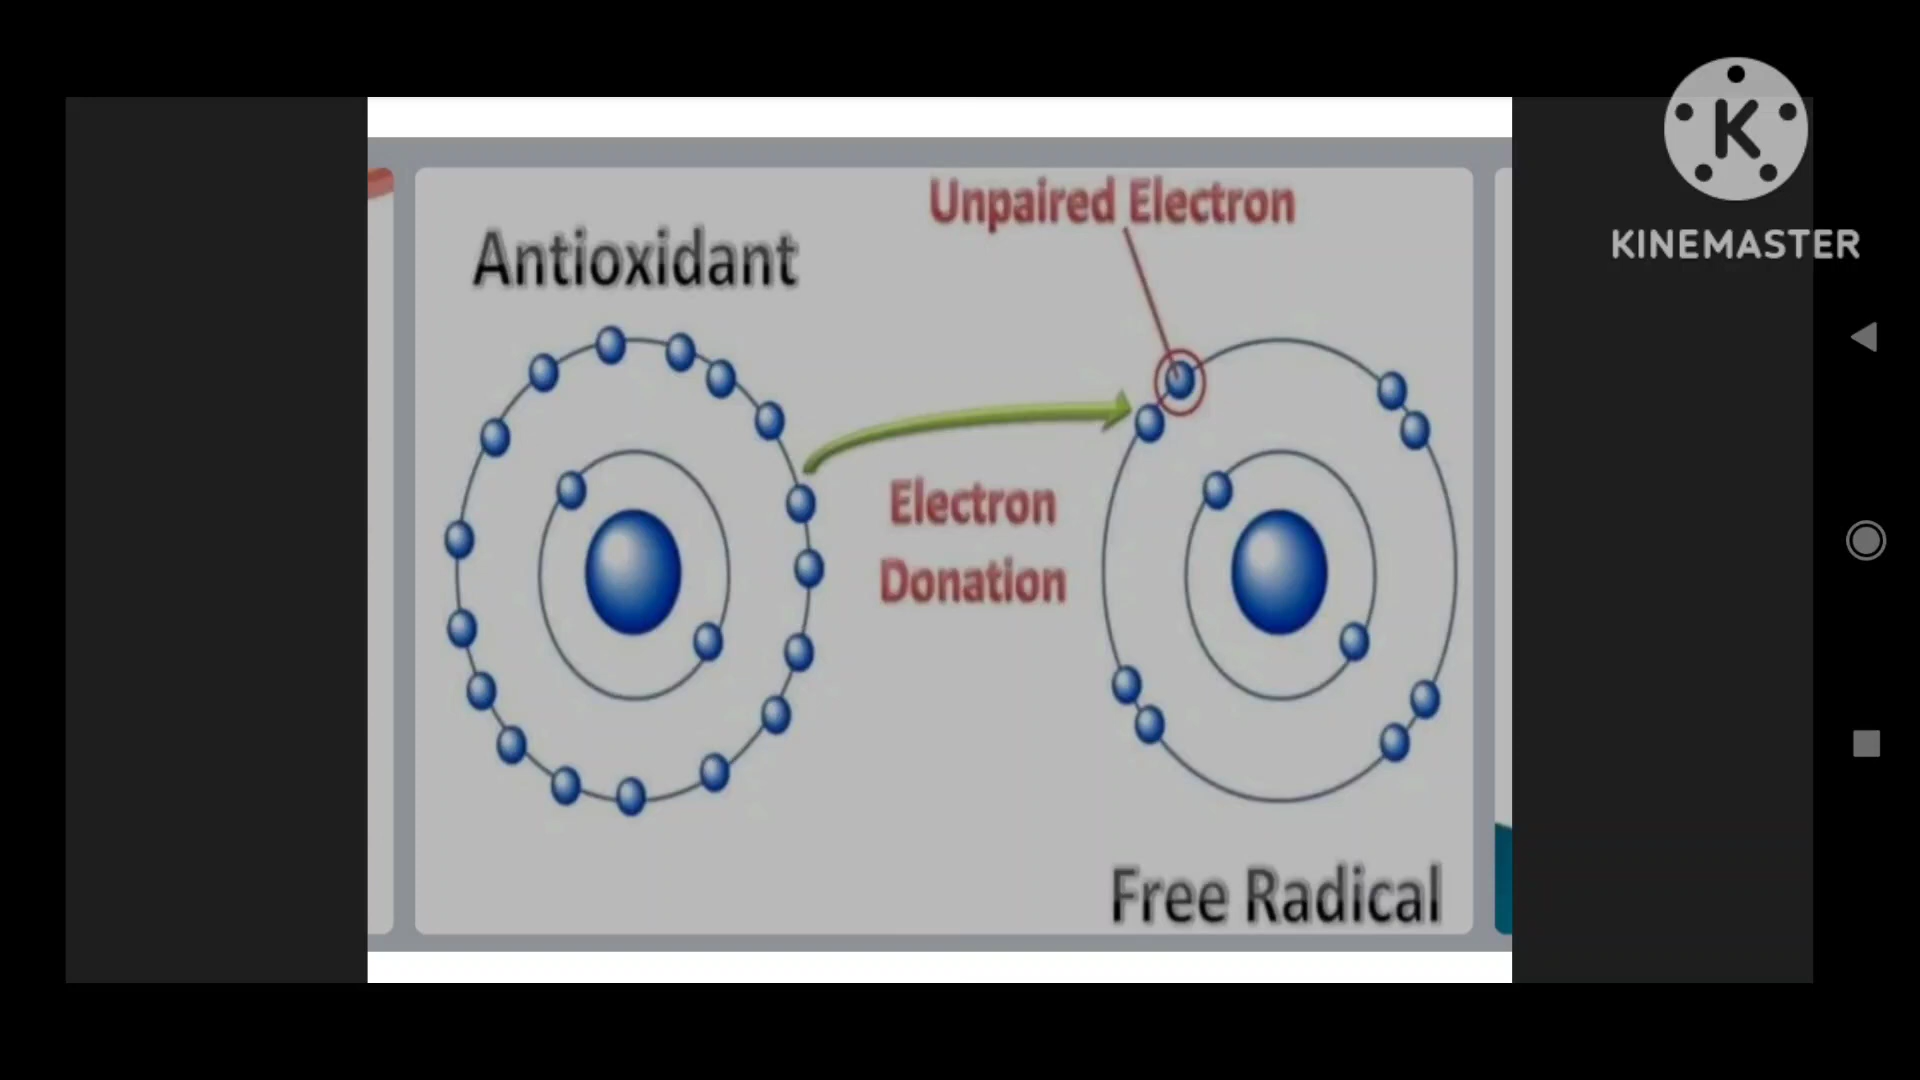 Unpaired Electron
Antioxidant
Electron
Donation
Free Radical
K
KINEMASTER